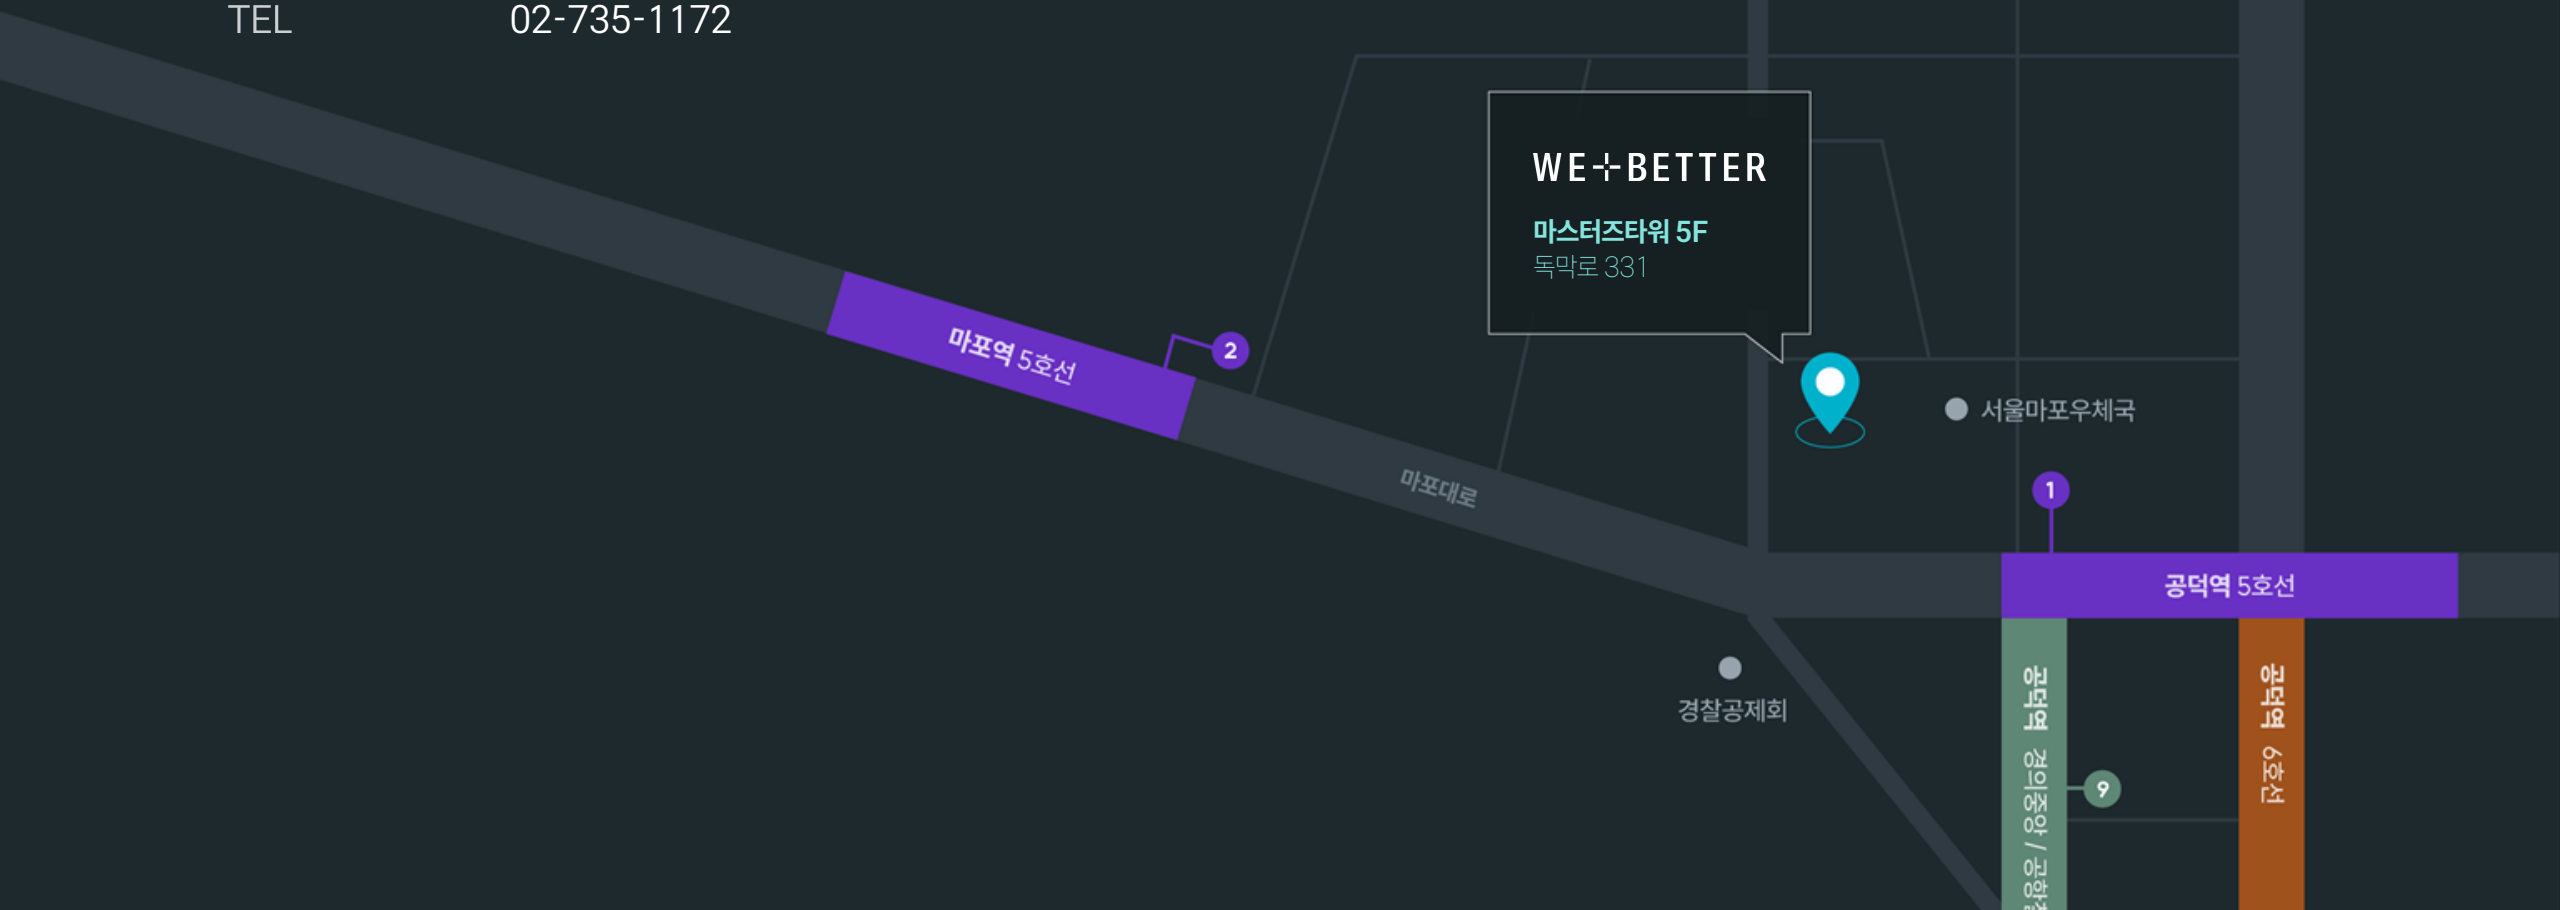 TEL 02-735-1172
WE+BETTER
마스터즈타워 5F
독막로 331
마포역 5호선
2
서울마포우체국
마포대로
1
공덕역 5호선
경찰공제회
공덕역 경의중앙 / 공항철
9
공덕역 6호선